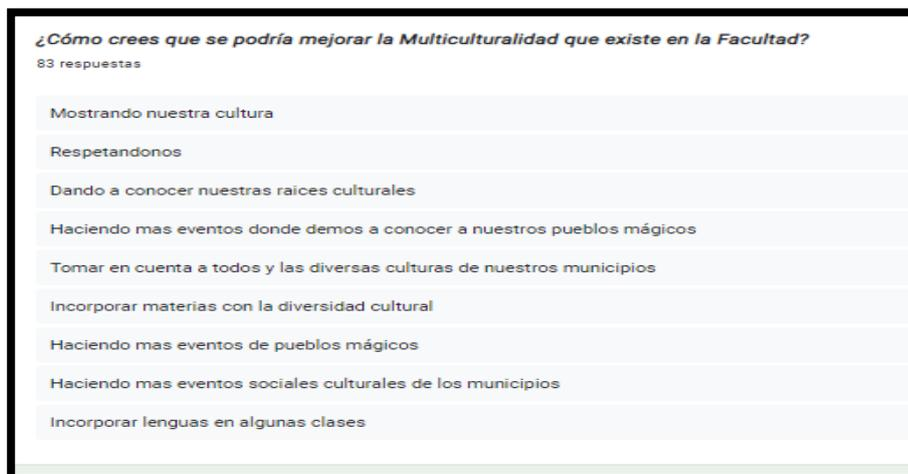 ¿Cómo crees que se podría mejorar la Multiculturalidad que existe en la Facultad?
83 respuestas
Mostrando nuestra cultura
Respetandonos
Dando a conocer nuestras raices culturales
Haciendo mas eventos donde demos a conocer a nuestros pueblos mágicos
Tomar en cuenta a todos y las diversas culturas de nuestros municipios
Incorporar materias con la diversidad cultural
Haciendo mas eventos de pueblos mágicos
Haciendo mas eventos sociales culturales de los municipios
Incorporar lenguas en algunas clases